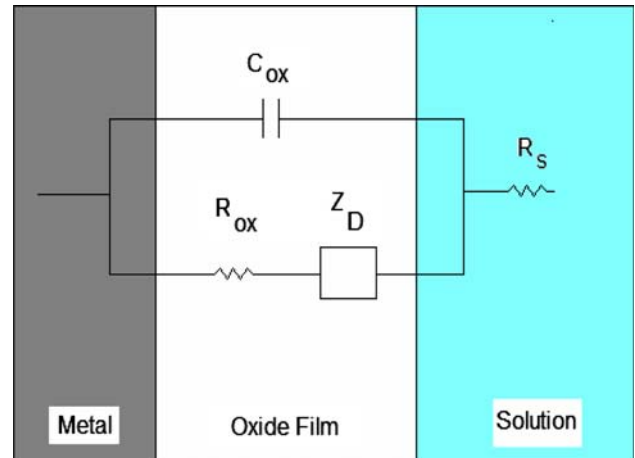 C ox
R S
R ox
Z D
Metal
Oxide Film
Solution